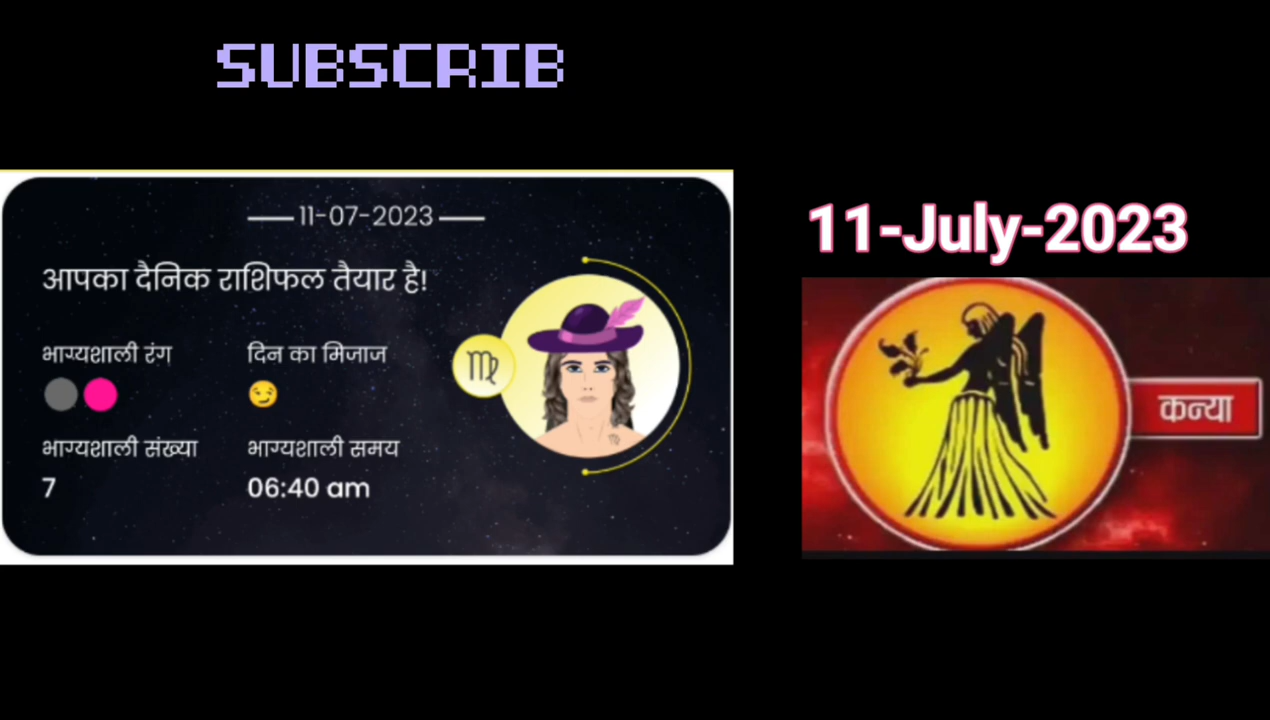 SUBSCRIB
11-07-2023
आपका दैनिक राशिफल तैयार है!
भाग्यशाली रंग
दिन का मिजाज
😏
भाग्यशाली संख्या
भाग्यशाली समय
7
06:40 am
11-July-2023
कन्या